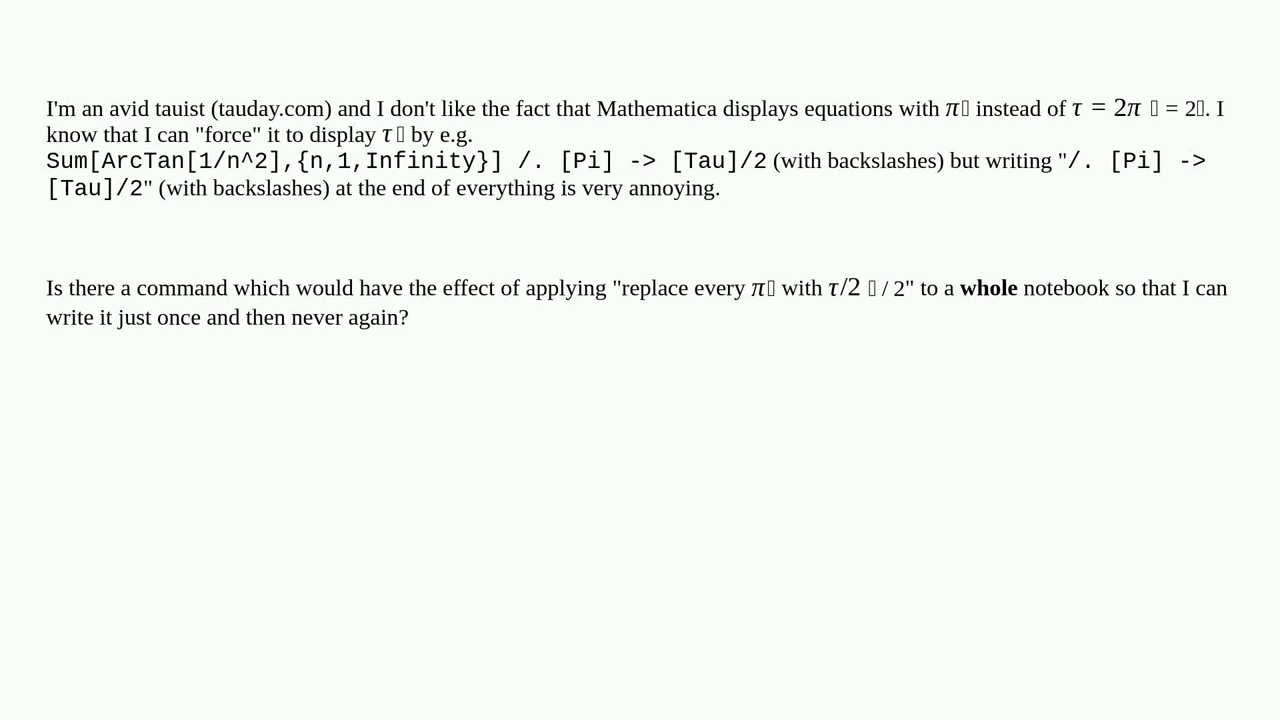 I'm an avid tauist (tauday.com) and I don't like the fact that Mathematica displays equations with π▯ instead of τ = 2π ▯ = 2▯. I
know that I can "force" it to display τ ▯ by e.g.
Sum[ArcTan[1/n^2],{n,1,Infinity}] /. [Pi] -> [Tau]/2 (with backslashes) but writing "/. [Pi] ->
[Tau]/2" (with backslashes) at the end of everything is very annoying.
Is there a command which would have the effect of applying "replace every π▯ with τ/2 ▯ / 2" to a whole notebook so that I can
write it just once and then never again?